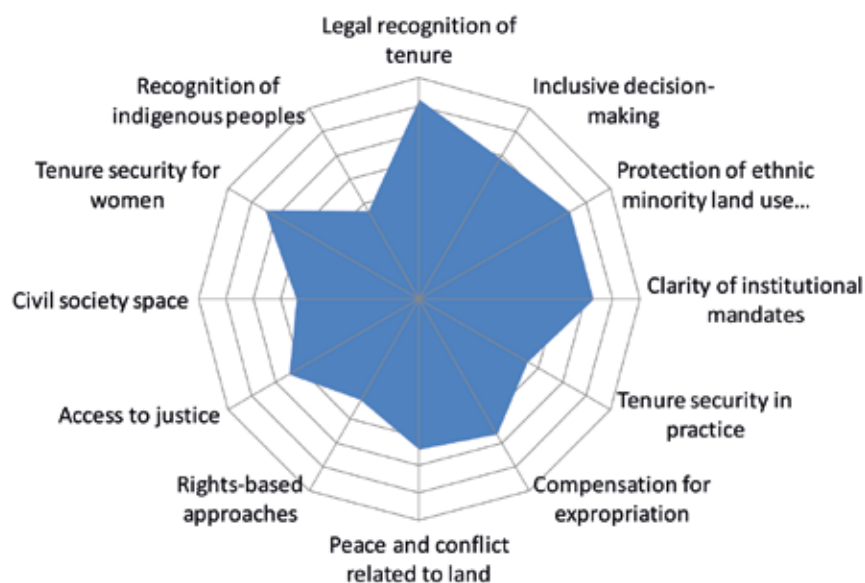 Legal recognition of
tenure
Inclusive decision-
making
Protection of ethnic
minority land use...
Clarity of institutional
mandates
Tenure security in
practice
Compensation for
expropriation
Peace and conflict
related to land
Rights-based
approaches
Access to justice
Civil society space
Tenure security for
women
Recognition of
indigenous peoples